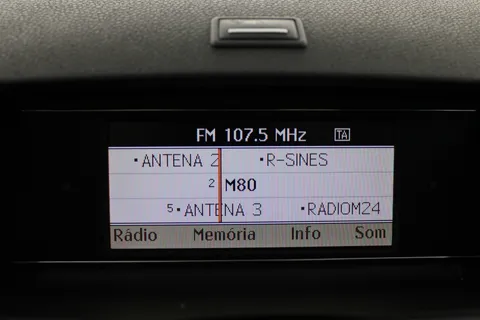 FM 107.5 MHz TA
·ANTENA 2 ·R-SINES
2 M80
5·ANTENA 3 ·RADIOM24
Rádio Memória Info Som